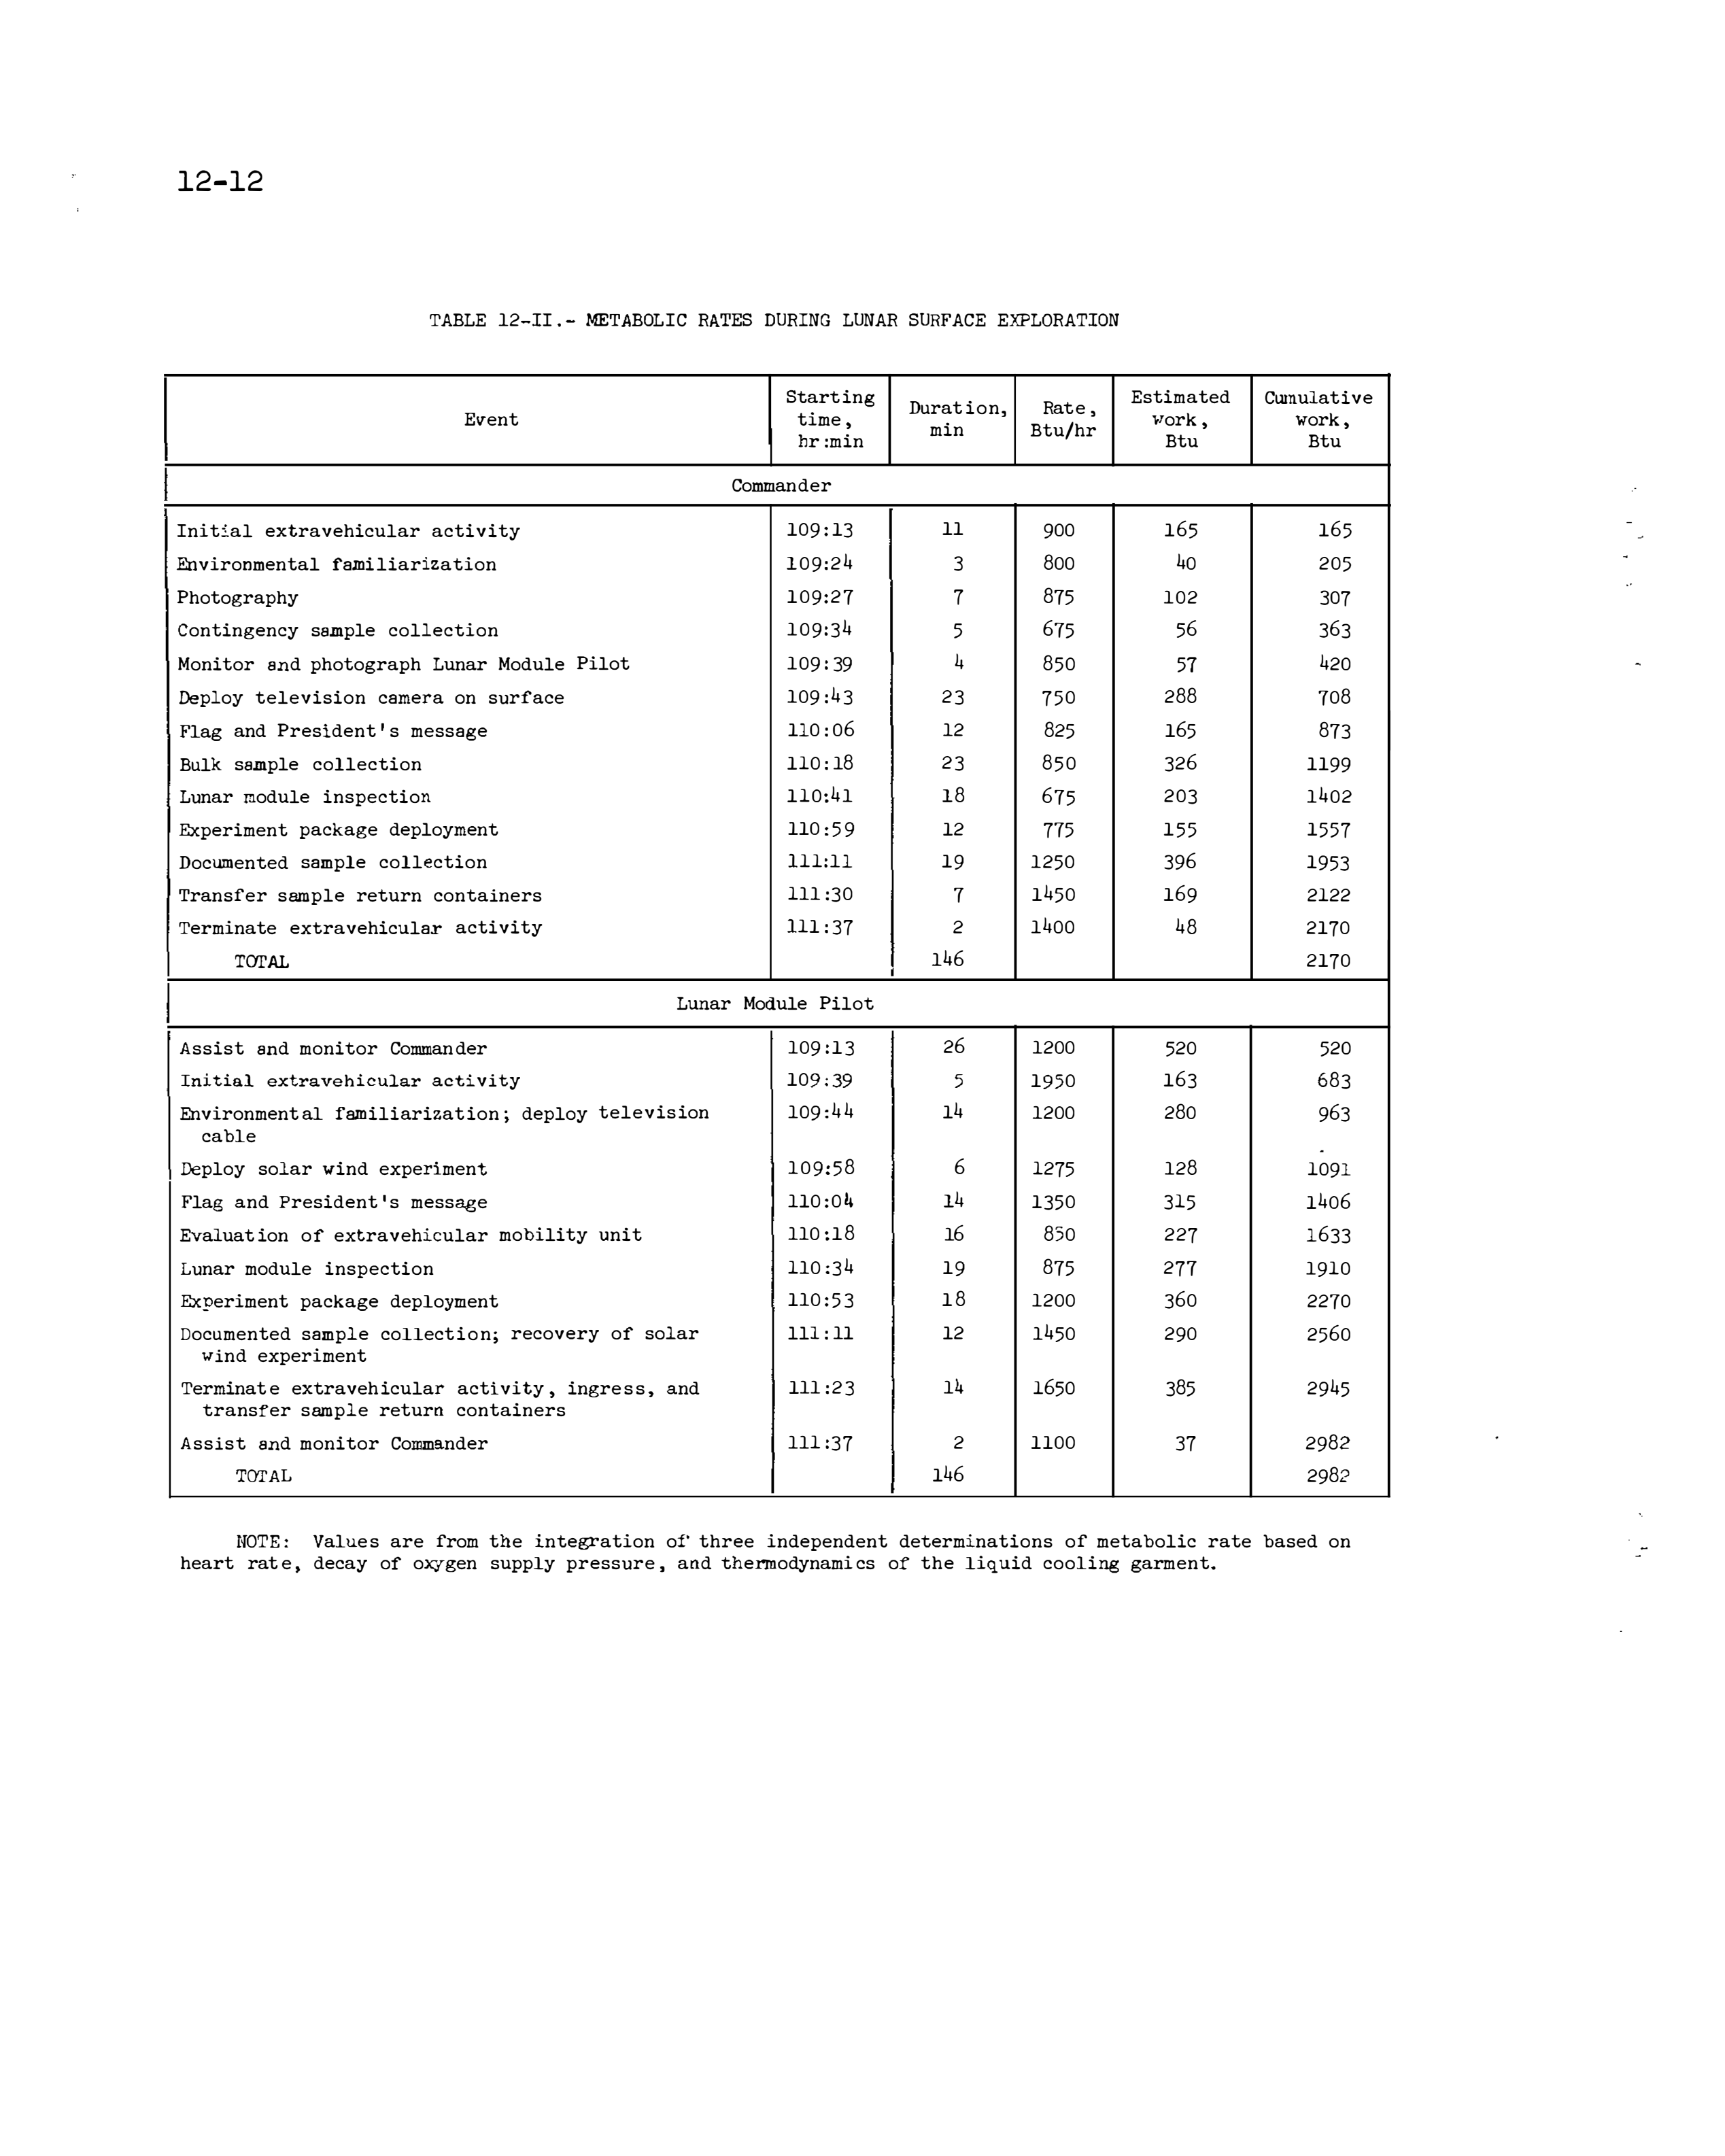 12-12
TABLE 12-II.- METABOLIC RATES DURING LUNAR SURFACE EXPLORATION
Event Starting time, hr:min Duration, min Rate, Btu/hr Estimated work, Btu Cumulative work, Btu
Commander
Initial extravehicular activity 109:13 11 900 165 165
Environmental familiarization 109:24 3 800 40 205
Photography 109:27 7 875 102 307
Contingency sample collection 109:34 5 675 56 363
Monitor and photograph Lunar Module Pilot 109:39 4 850 57 420
Deploy television camera on surface 109:43 23 750 288 708
Flag and President's message 110:06 12 825 165 873
Bulk sample collection 110:18 23 850 326 1199
Lunar module inspection 110:41 18 675 203 1402
Experiment package deployment 110:59 12 775 155 1557
Documented sample collection 111:11 19 1250 396 1953
Transfer sample return containers 111:30 7 1450 169 2122
Terminate extravehicular activity 111:37 2 1400 48 2170
TOTAL 146 2170
Lunar Module Pilot
Assist and monitor Commander 109:13 26 1200 520 520
Initial extravehicular activity 109:39 5 1950 163 683
Environmental familiarization; deploy television 109:44 14 1200 280 963
cable
Deploy solar wind experiment 109:58 6 1275 128 1091
Flag and President's message 110:04 14 1350 315 1406
Evaluation of extravehicular mobility unit 110:18 16 850 227 1633
Lunar module inspection 110:34 19 875 277 1910
Experiment package deployment 110:53 18 1200 360 2270
Documented sample collection; recovery of solar 111:11 12 1450 290 2560
wind experiment
Terminate extravehicular activity, ingress, and 111:23 14 1650 385 2945
transfer sample return containers
Assist and monitor Commander 111:37 2 1100 37 2982
TOTAL 146 2982
NOTE: Values are from the integration of three independent determinations of metabolic rate based on
heart rate, decay of oxygen supply pressure, and thermodynamics of the liquid cooling garment.